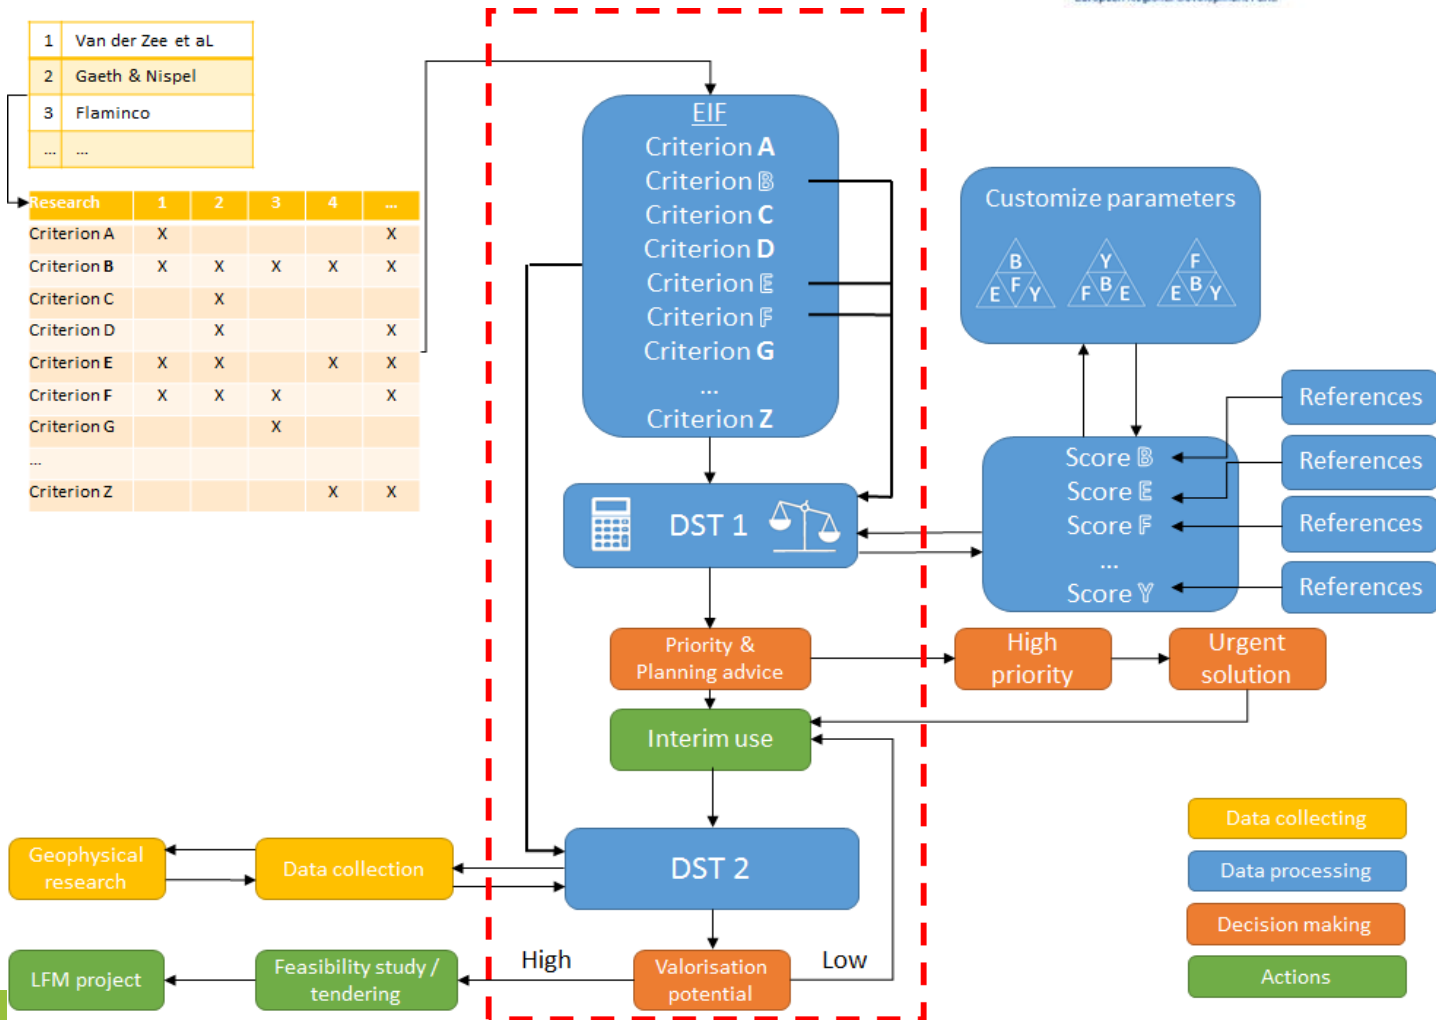 1 Van der Zee et aL
2 Gaeth & Nispel
3 Flaminco
... ...
Research 1 2 3 4 ...
Criterion A X X
Criterion B X X X X X
Criterion C X
Criterion D X X
Criterion E X X X X
Criterion F X X X X
Criterion G X
...
Criterion Z X X
EIF
Criterion A
Criterion B
Criterion C
Criterion D
Criterion E
Criterion F
Criterion G
...
Criterion Z
Customize parameters
B
E F Y
Y
F B E
F
E B Y
References
References
References
References
Score B
Score E
Score F
...
Score Y
DST 1
Priority &
Planning advice
High
priority
Urgent
solution
Interim use
DST 2
Data collection
Geophysical
research
Valorisation
potential
High
Low
Feasibility study /
tendering
LFM project
Data collecting
Data processing
Decision making
Actions